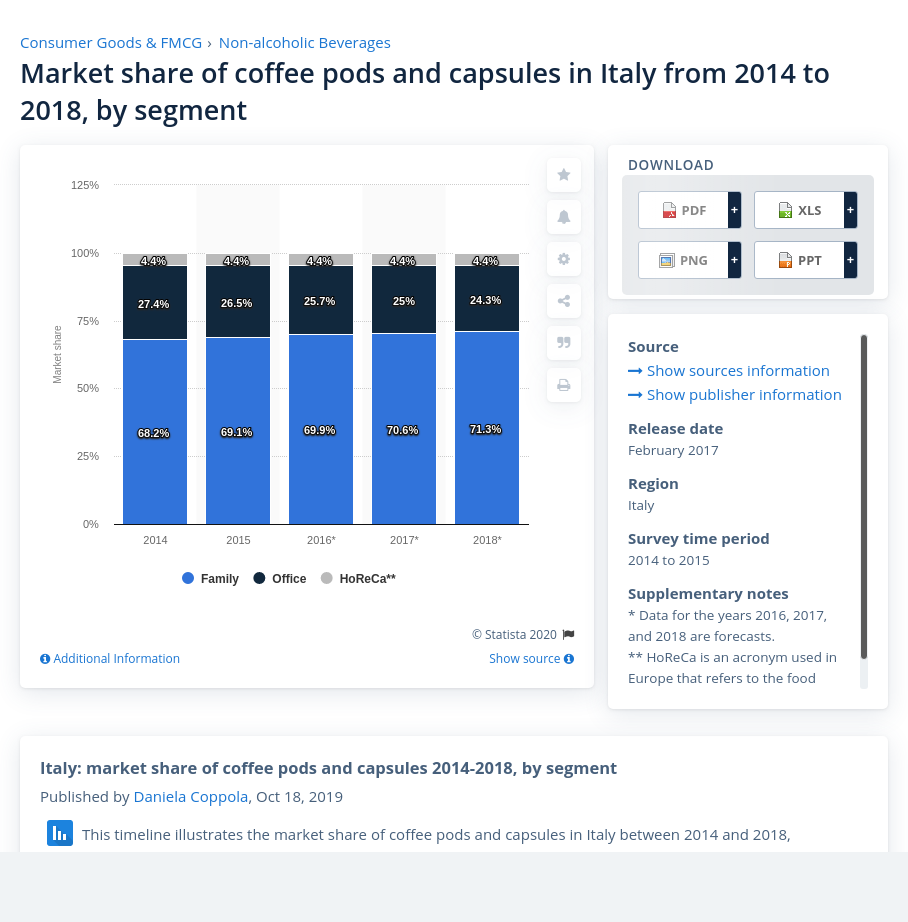 Consumer Goods & FMCG › Non-alcoholic Beverages
Market share of coffee pods and capsules in Italy from 2014 to
2018, by segment
125%
100%
75%
50%
25%
0%
Market share
4.4% 4.4% 4.4% 4.4% 4.4%
27.4% 26.5% 25.7% 25% 24.3%
68.2% 69.1% 69.9% 70.6% 71.3%
2014 2015 2016* 2017* 2018*
Family Office HoReCa**
© Statista 2020
Additional Information Show source
DOWNLOAD
PDF + XLS +
PNG + PPT +
Source
Show sources information
Show publisher information
Release date
February 2017
Region
Italy
Survey time period
2014 to 2015
Supplementary notes
* Data for the years 2016, 2017,
and 2018 are forecasts.
** HoReCa is an acronym used in
Europe that refers to the food
Italy: market share of coffee pods and capsules 2014-2018, by segment
Published by Daniela Coppola, Oct 18, 2019
This timeline illustrates the market share of coffee pods and capsules in Italy between 2014 and 2018,